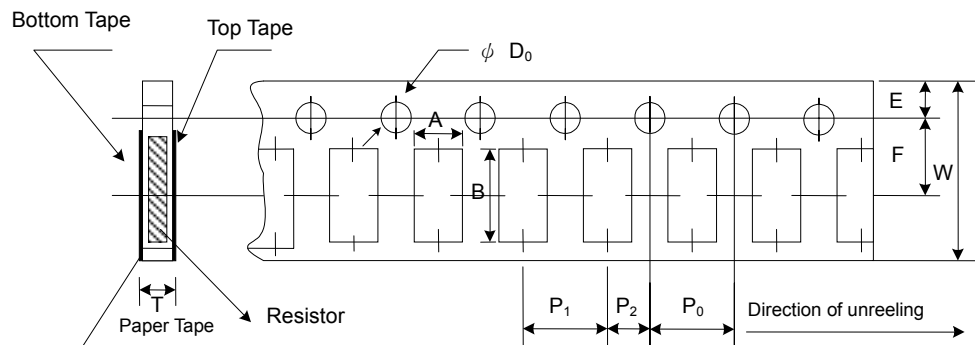 Bottom Tape
Top Tape
ψ D₀
E
A
F
W
B
T
P₁
P₂
P₀
Direction of unreeling
Resistor
Paper Tape